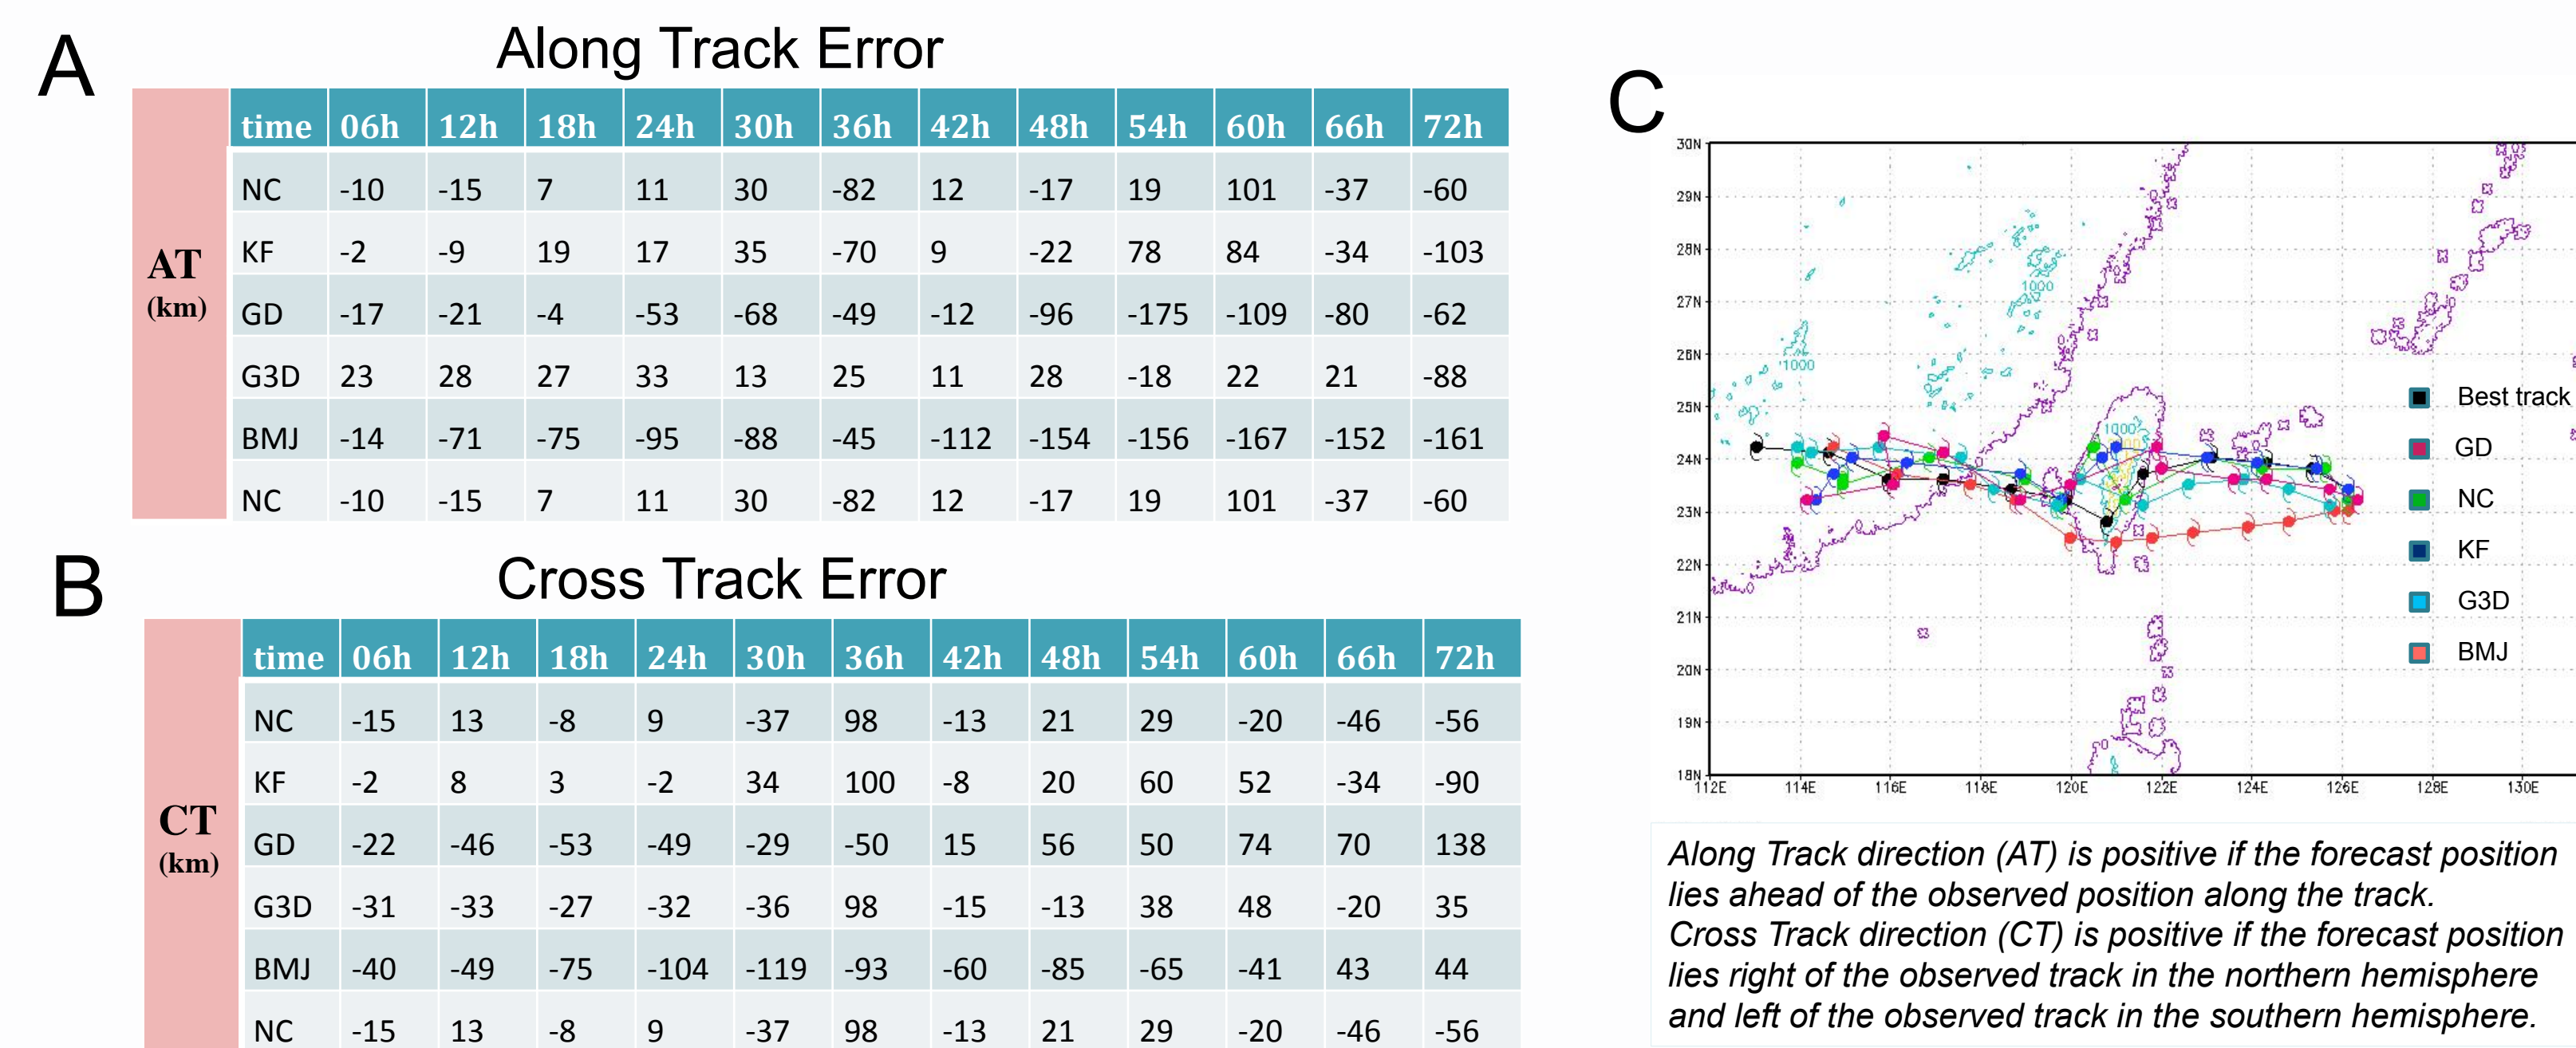 A
Along Track Error
AT
(km)
time 06h 12h 18h 24h 30h 36h 42h 48h 54h 60h 66h 72h
NC -10 -15 7 11 30 -82 12 -17 19 101 -37 -60
KF -2 -9 19 17 35 -70 9 -22 78 84 -34 -103
GD -17 -21 -4 -53 -68 -49 -12 -96 -175 -109 -80 -62
G3D 23 28 27 33 13 25 11 28 -18 22 21 -88
BMJ -14 -71 -75 -95 -88 -45 -112 -154 -156 -167 -152 -161
NC -10 -15 7 11 30 -82 12 -17 19 101 -37 -60
B
Cross Track Error
CT
(km)
time 06h 12h 18h 24h 30h 36h 42h 48h 54h 60h 66h 72h
NC -15 13 -8 9 -37 98 -13 21 29 -20 -46 -56
KF -2 8 3 -2 34 100 -8 20 60 52 -34 -90
GD -22 -46 -53 -49 -29 -50 15 56 50 74 70 138
G3D -31 -33 -27 -32 -36 98 -15 -13 38 48 -20 35
BMJ -40 -49 -75 -104 -119 -93 -60 -85 -65 -41 43 44
NC -15 13 -8 9 -37 98 -13 21 29 -20 -46 -56
C
30N
29N
28N
27N
26N
25N
24N
23N
22N
21N
20N
19N
18N
112E 114E 116E 118E 120E 122E 124E 126E 128E 130E
1000
1000
1000
Best track
GD
NC
KF
G3D
BMJ
Along Track direction (AT) is positive if the forecast position
lies ahead of the observed position along the track.
Cross Track direction (CT) is positive if the forecast position
lies right of the observed track in the northern hemisphere
and left of the observed track in the southern hemisphere.